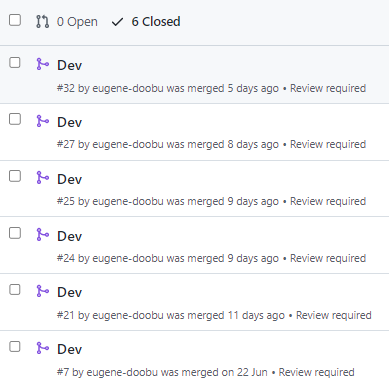 0 Open 6 Closed
Dev
#32 by eugene-doobu was merged 5 days ago • Review required
Dev
#27 by eugene-doobu was merged 8 days ago • Review required
Dev
#25 by eugene-doobu was merged 9 days ago • Review required
Dev
#24 by eugene-doobu was merged 9 days ago • Review required
Dev
#21 by eugene-doobu was merged 11 days ago • Review required
Dev
#7 by eugene-doobu was merged on 22 Jun • Review required